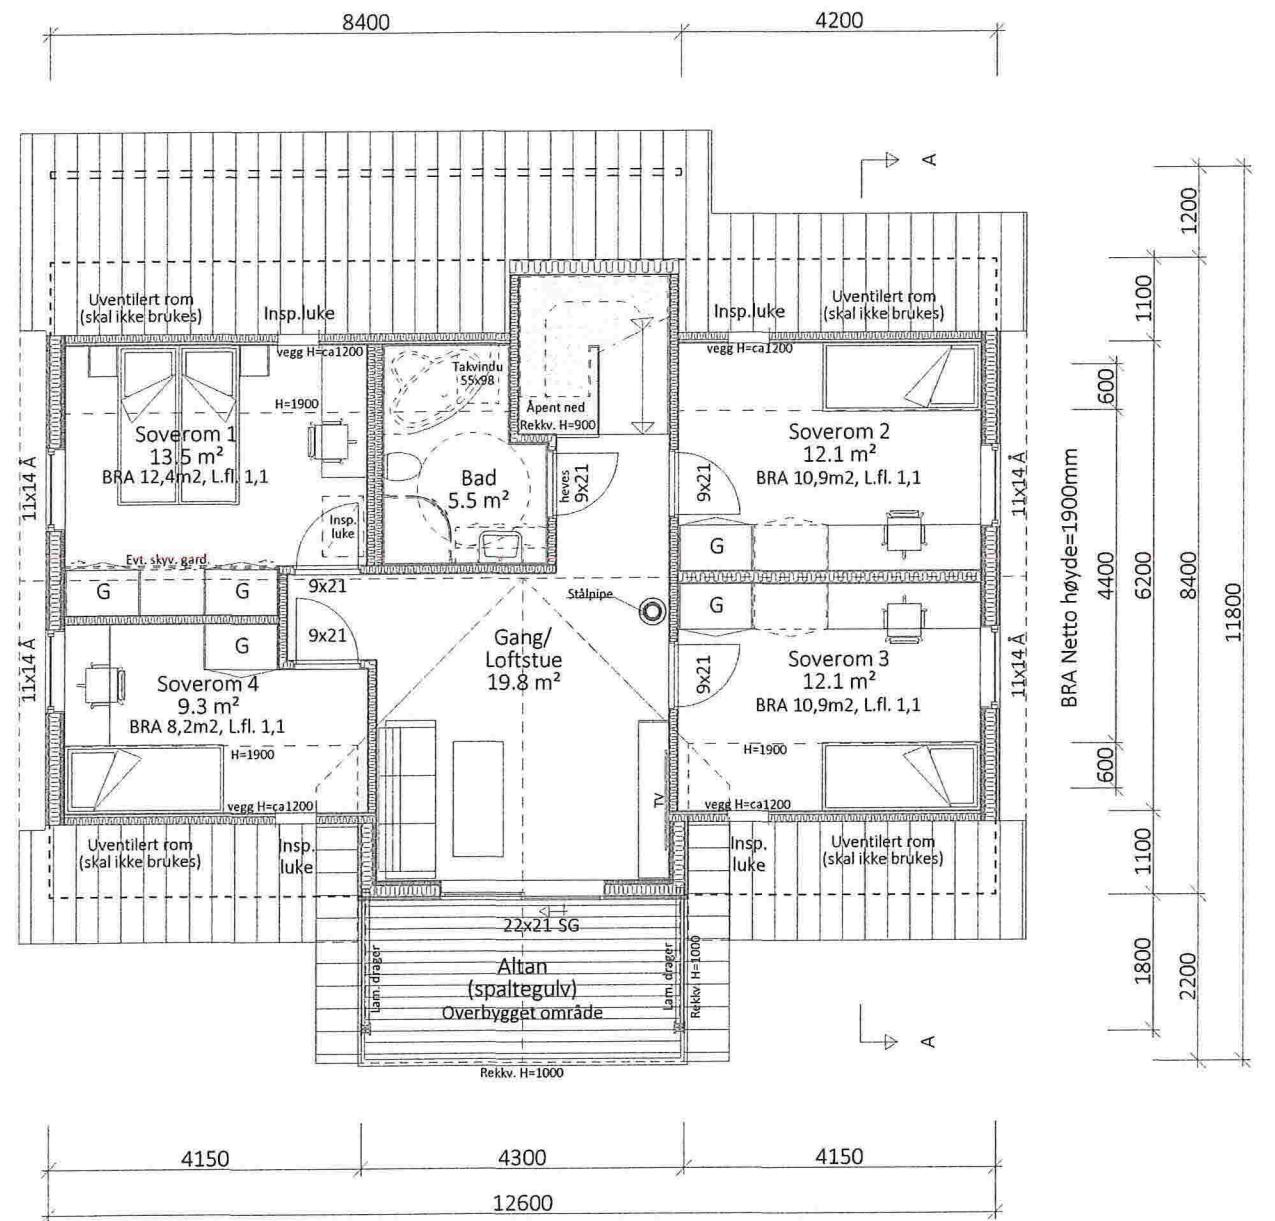 8400
4200
A
1200
Uventilert rom
(skal ikke brukes)
Insp.luke
Insp.luke
Uventilert rom
(skal ikke brukes)
1100
vegg H=ca1200
Takvindu
55x98
vegg H=ca1200
600
H=1900
Åpent ned
Rekkv. H=900
Soverom 1
13.5 m²
BRA 12,4m2, L.fl. 1,1
Soverom 2
12.1 m²
BRA 10,9m2, L.fl. 1,1
11x14 Å
Bad
5.5 m²
heves
9x21
9x21
11x14 Å
Insp.
luke
G
Evt. skyv. gard.
G
G
9x21
Stålpipe
G
BRA Netto høyde=1900mm
4400
6200
8400
11800
11x14 Å
G
9x21
Gang/
Loftstue
19.8 m²
9x21
Soverom 3
12.1 m²
BRA 10,9m2, L.fl. 1,1
11x14 Å
Soverom 4
9.3 m²
BRA 8,2m2, L.fl. 1,1
H=1900
H=1900
600
vegg H=ca1200
TV
vegg H=ca1200
Uventilert rom
(skal ikke brukes)
Insp.
luke
Insp.
luke
Uventilert rom
(skal ikke brukes)
1100
22x21 SG
Lam. drager
Altan
(spaltegulv)
Overbygget område
Lam. drager
Rekkv. H=1000
1800
2200
A
Rekkv. H=1000
4150
4300
4150
12600